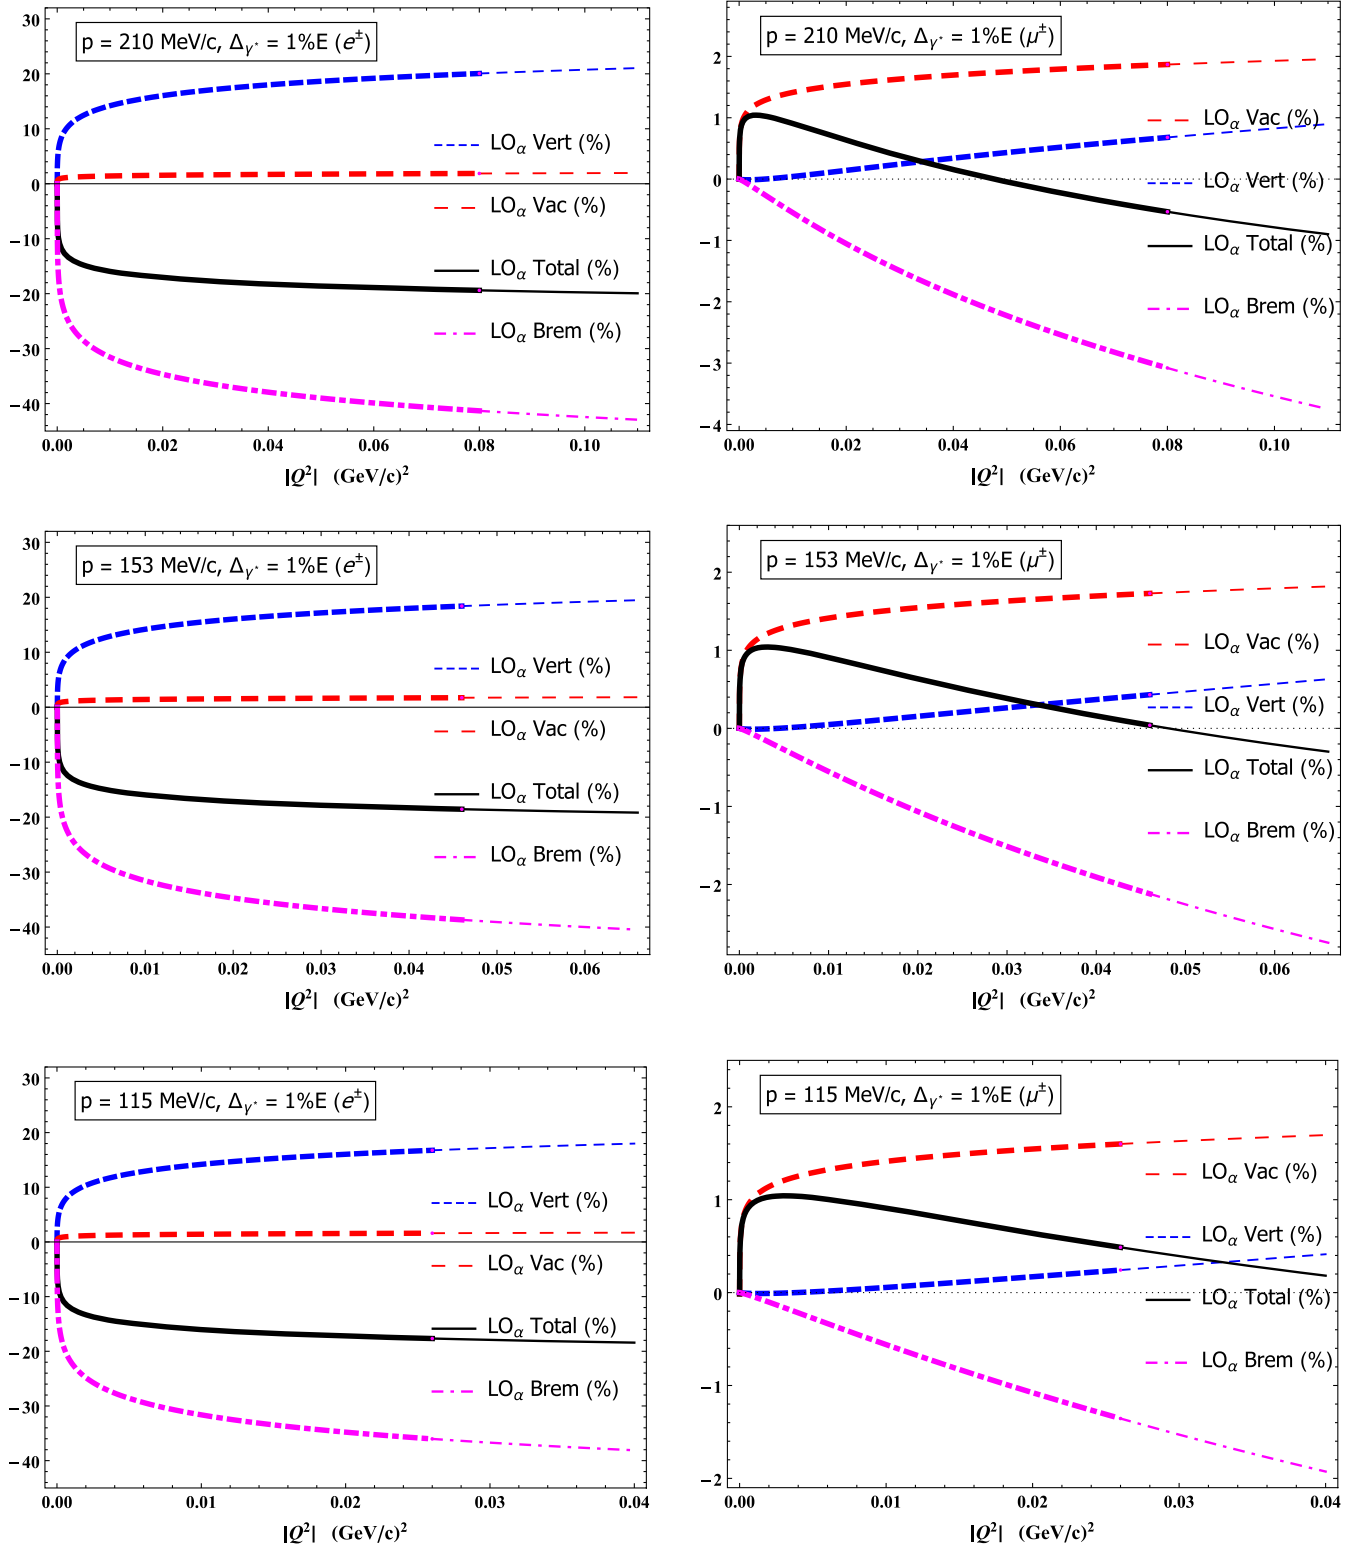 p = 210 MeV/c, Δγ* = 1%E (e±)
30
20
10
0
−10
−20
−30
−40
LOα Vert (%)
LOα Vac (%)
LOα Total (%)
LOα Brem (%)
0.00 0.02 0.04 0.06 0.08 0.10
|Q²| (GeV/c)²
p = 210 MeV/c, Δγ* = 1%E (μ±)
2
1
0
−1
−2
−3
−4
LOα Vac (%)
LOα Vert (%)
LOα Total (%)
LOα Brem (%)
0.00 0.02 0.04 0.06 0.08 0.10
|Q²| (GeV/c)²
p = 153 MeV/c, Δγ* = 1%E (e±)
30
20
10
0
−10
−20
−30
−40
LOα Vert (%)
LOα Vac (%)
LOα Total (%)
LOα Brem (%)
0.00 0.01 0.02 0.03 0.04 0.05 0.06
|Q²| (GeV/c)²
p = 153 MeV/c, Δγ* = 1%E (μ±)
2
1
0
−1
−2
LOα Vac (%)
LOα Vert (%)
LOα Total (%)
LOα Brem (%)
0.00 0.01 0.02 0.03 0.04 0.05 0.06
|Q²| (GeV/c)²
p = 115 MeV/c, Δγ* = 1%E (e±)
30
20
10
0
−10
−20
−30
−40
LOα Vert (%)
LOα Vac (%)
LOα Total (%)
LOα Brem (%)
0.00 0.01 0.02 0.03 0.04
|Q²| (GeV/c)²
p = 115 MeV/c, Δγ* = 1%E (μ±)
2
1
0
−1
−2
LOα Vac (%)
LOα Vert (%)
LOα Total (%)
LOα Brem (%)
0.00 0.01 0.02 0.03 0.04
|Q²| (GeV/c)²